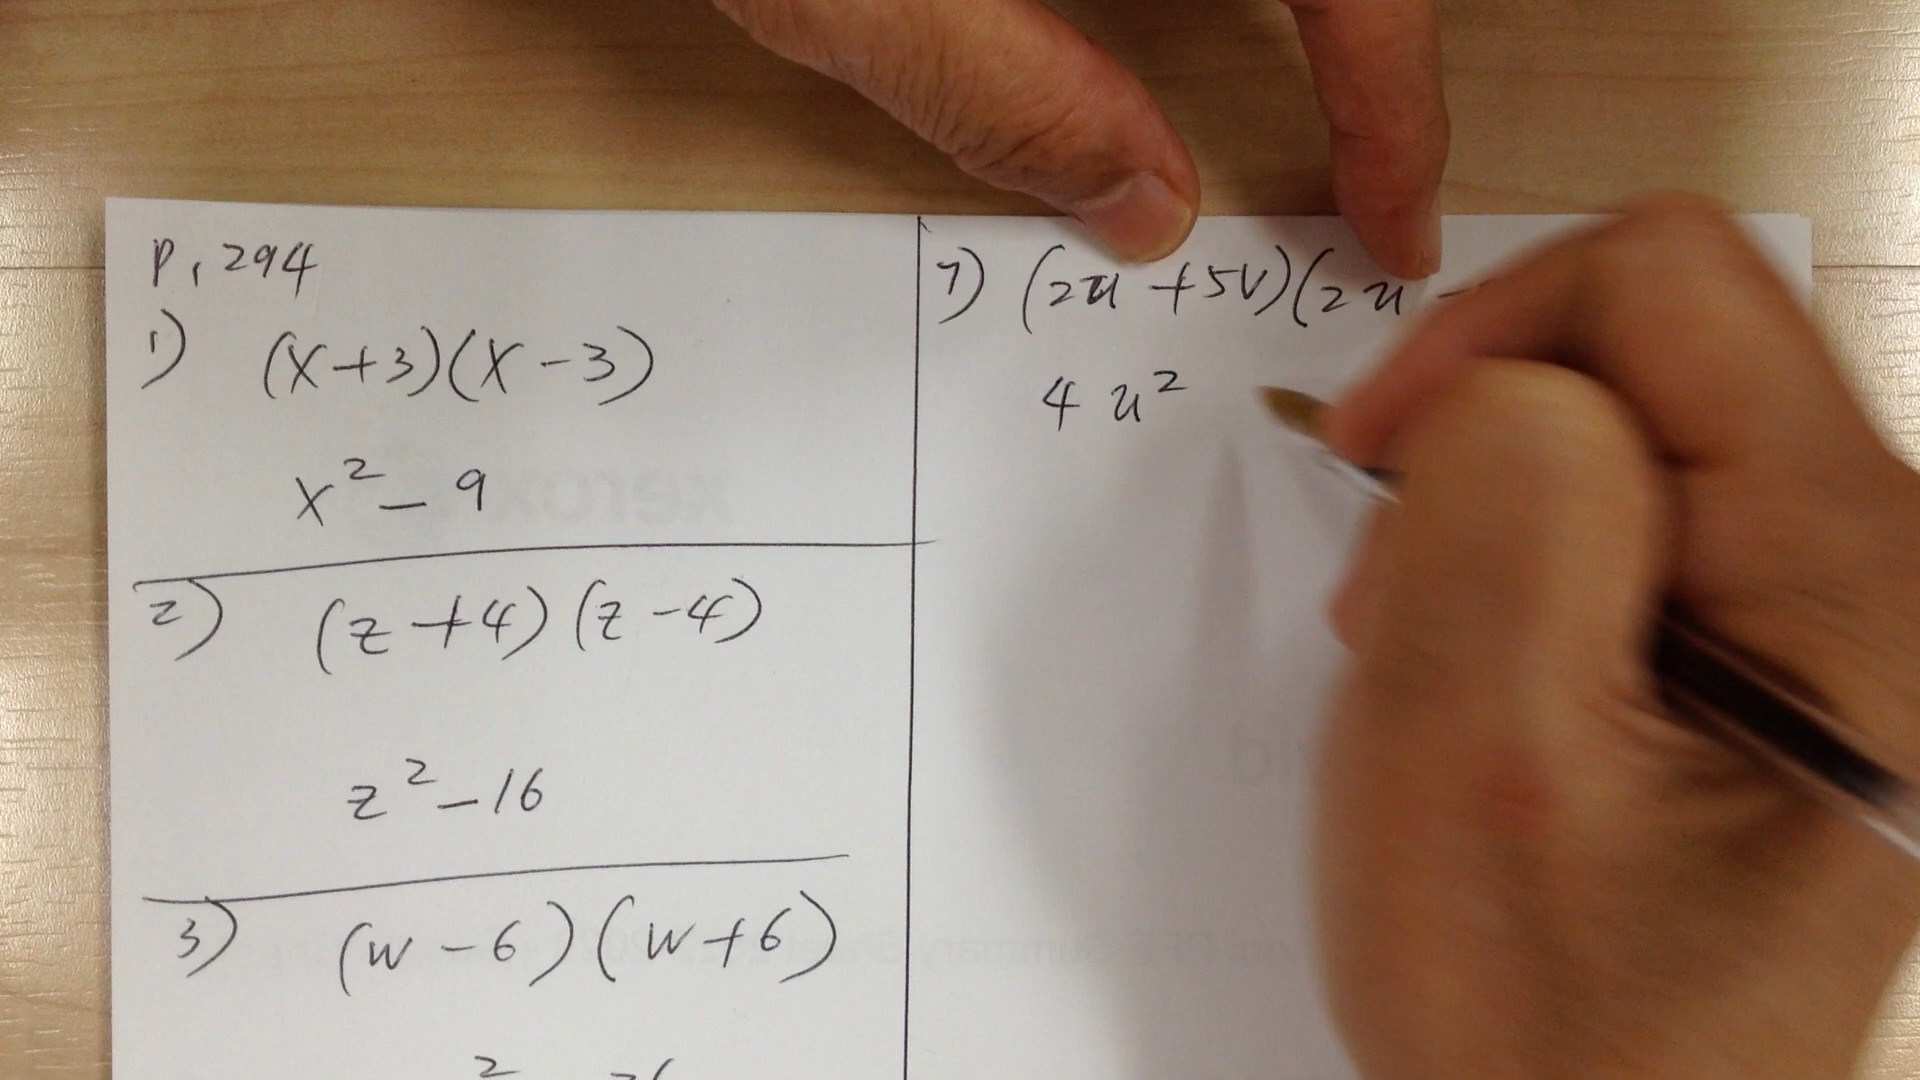 P. 294
1) (x+3)(x-3)
x² - 9
2) (z+4)(z-4)
z² - 16
3) (w-6)(w+6)
2
7) (2u+5v)(2u -
4u²